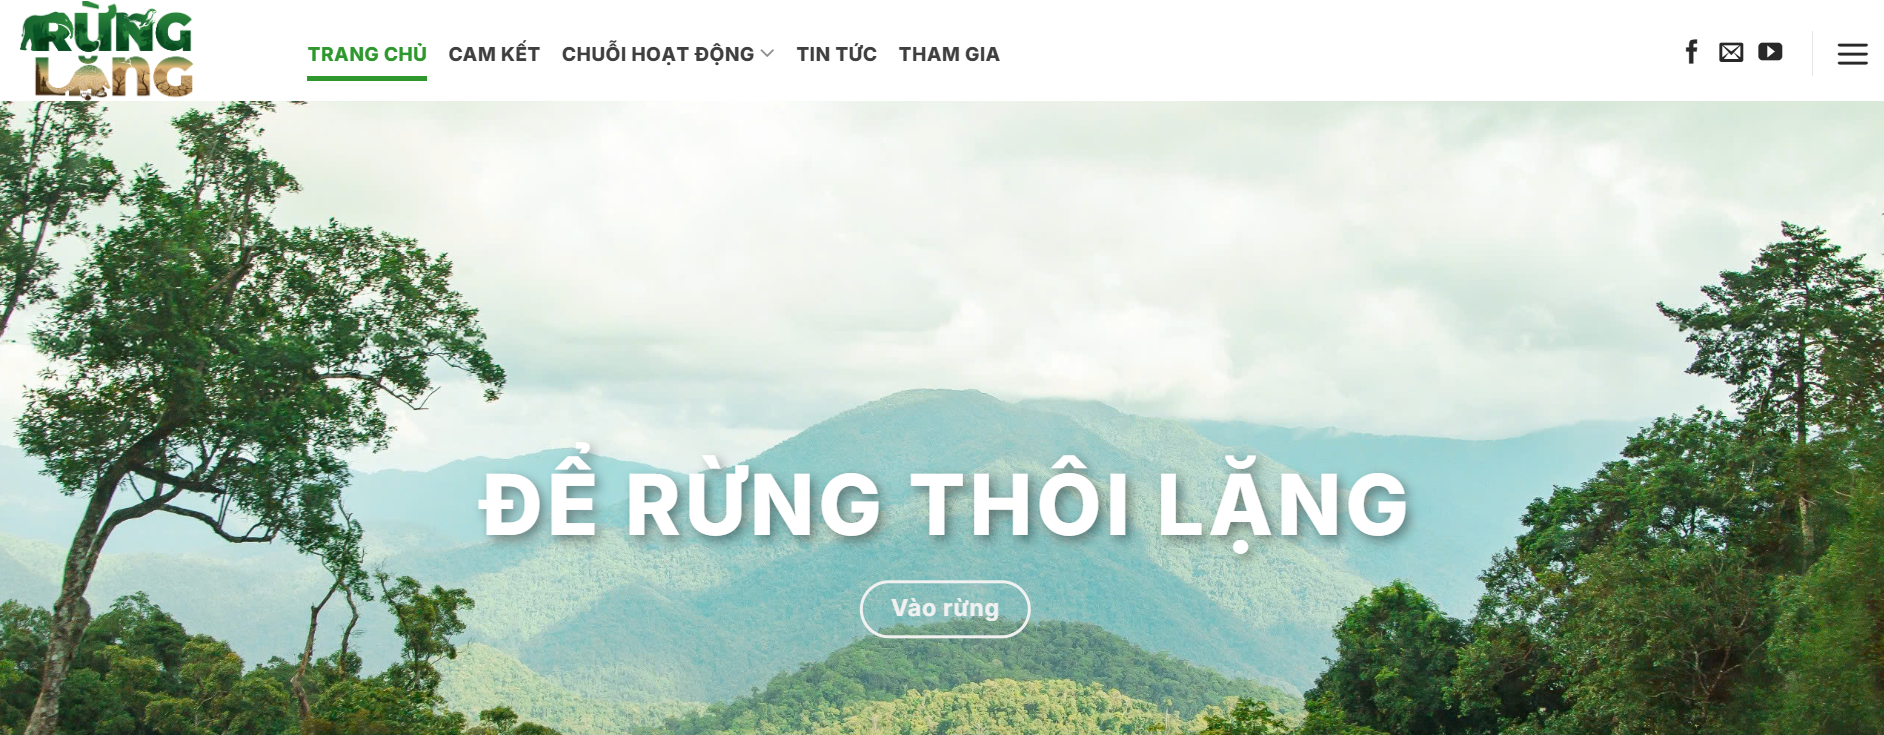 RỪNG
LẶNG
TRANG CHỦ CAM KẾT CHUỖI HOẠT ĐỘNG TIN TỨC THAM GIA
ĐỂ RỪNG THÔI LẶNG
Vào rừng